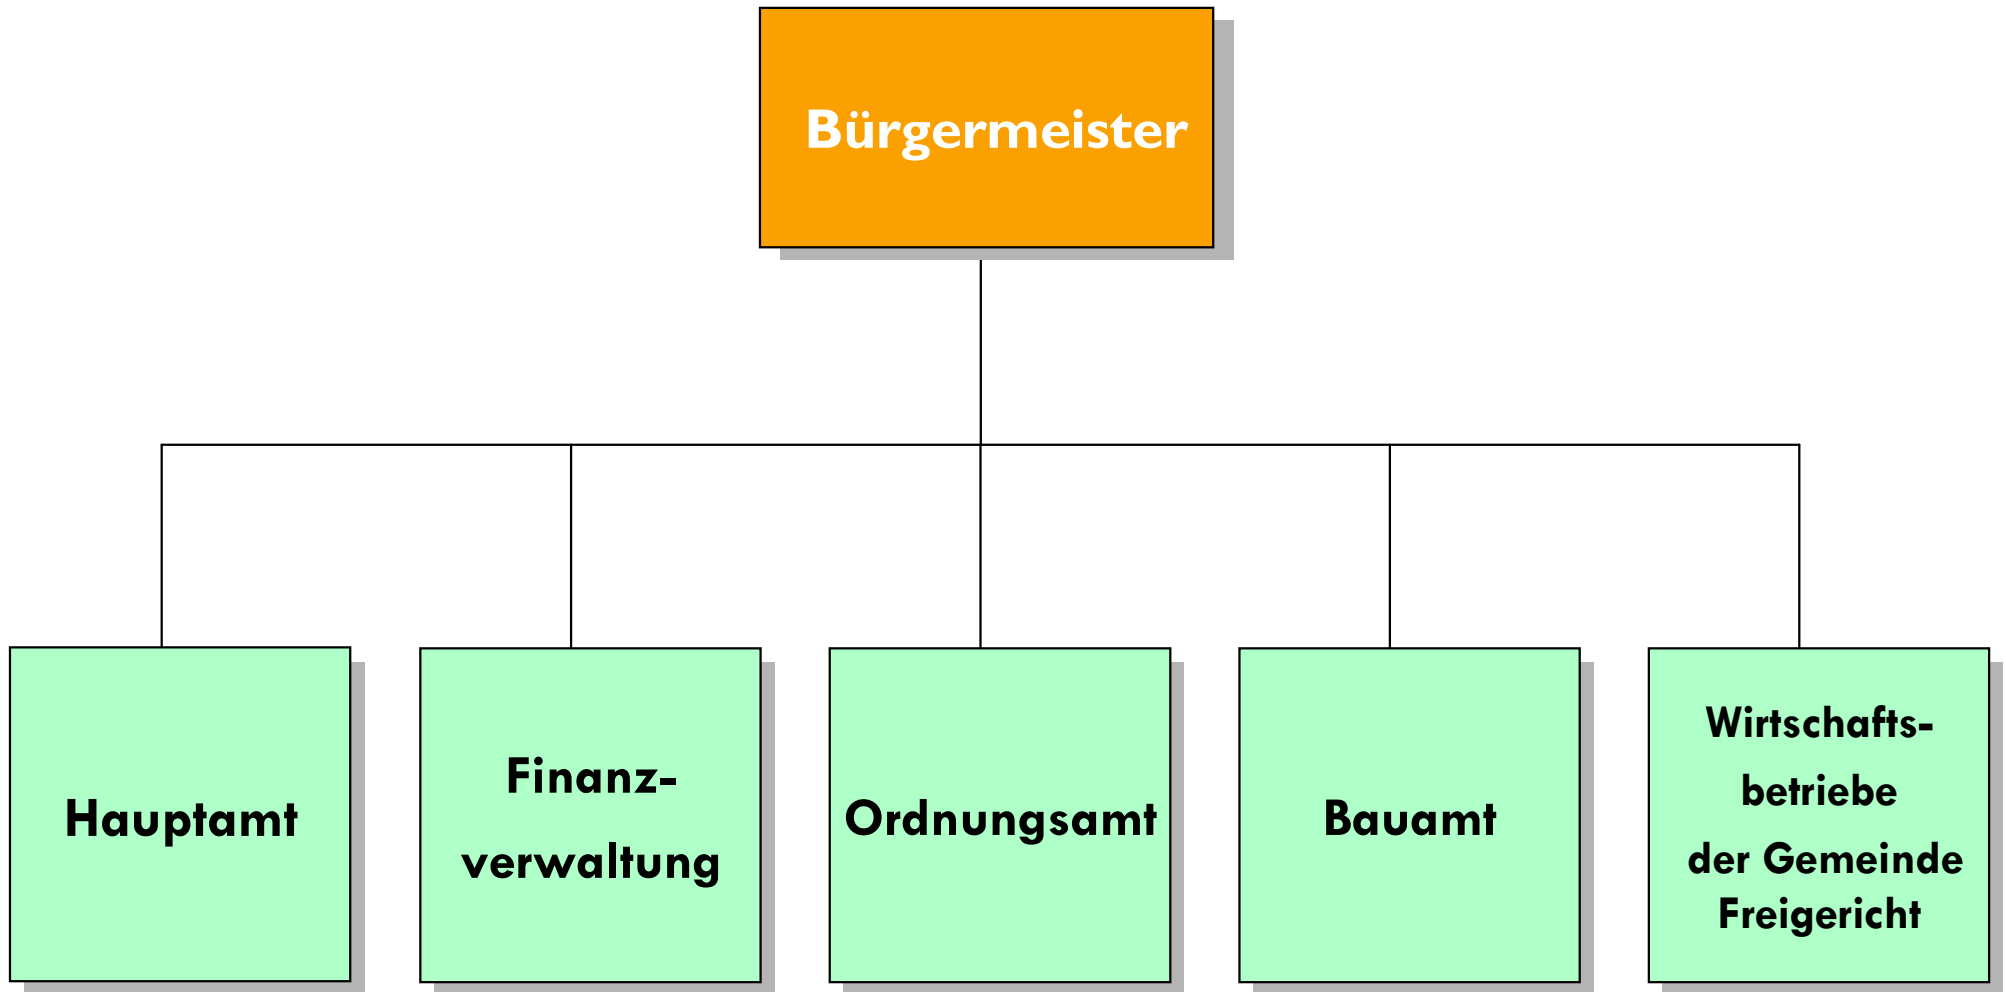 Bürgermeister
Hauptamt
Finanz-
verwaltung
Ordnungsamt
Bauamt
Wirtschafts-
betriebe
der Gemeinde
Freigericht